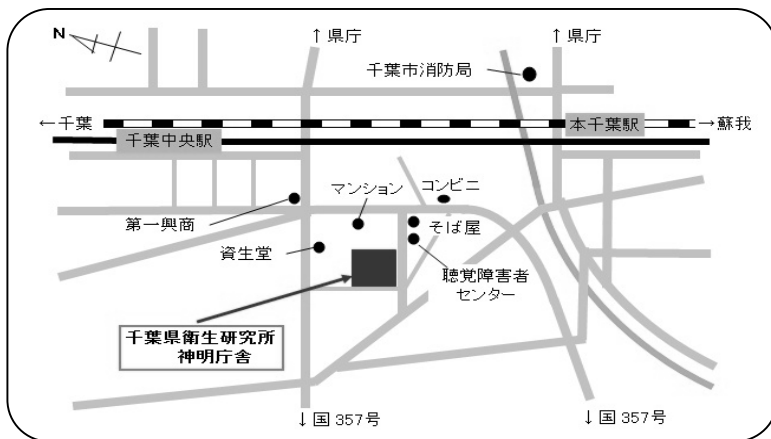 N
↑県庁
↑県庁
千葉市消防局
←千葉
本千葉駅
→蘇我
千葉中央駅
マンション
コンビニ
第一興商
そば屋
資生堂
聴覚障害者
センター
千葉県衛生研究所
神明庁舎
↓国357号
↓国357号